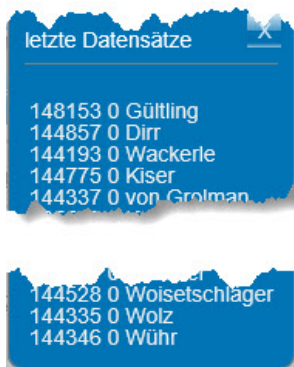 letzte Datensätze X
148153 0 Gültling
144857 0 Dirr
144193 0 Wackerle
144775 0 Kiser
144337 0 von Grolman
144528 0 Woisetschläger
144335 0 Wolz
144346 0 Wühr